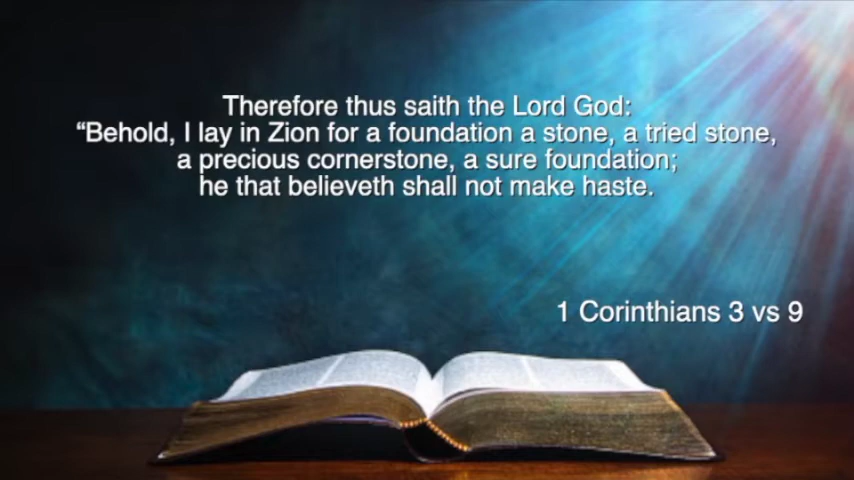 Therefore thus saith the Lord God:
“Behold, I lay in Zion for a foundation a stone, a tried stone,
a precious cornerstone, a sure foundation;
he that believeth shall not make haste.
1 Corinthians 3 vs 9